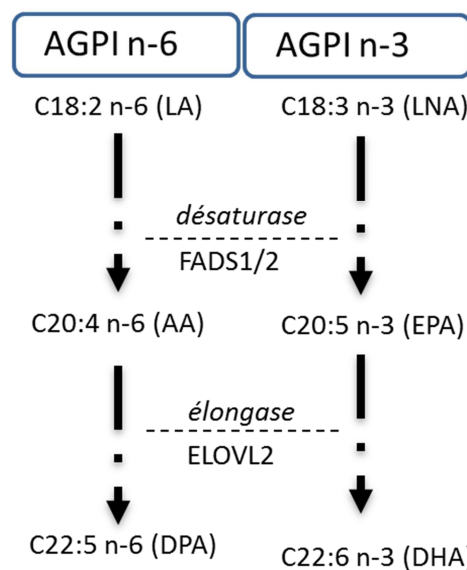 AGPI n-6
AGPI n-3
C18:2 n-6 (LA)
C18:3 n-3 (LNA)
désaturase
FADS1/2
C20:4 n-6 (AA)
C20:5 n-3 (EPA)
élongase
ELOVL2
C22:5 n-6 (DPA)
C22:6 n-3 (DHA)